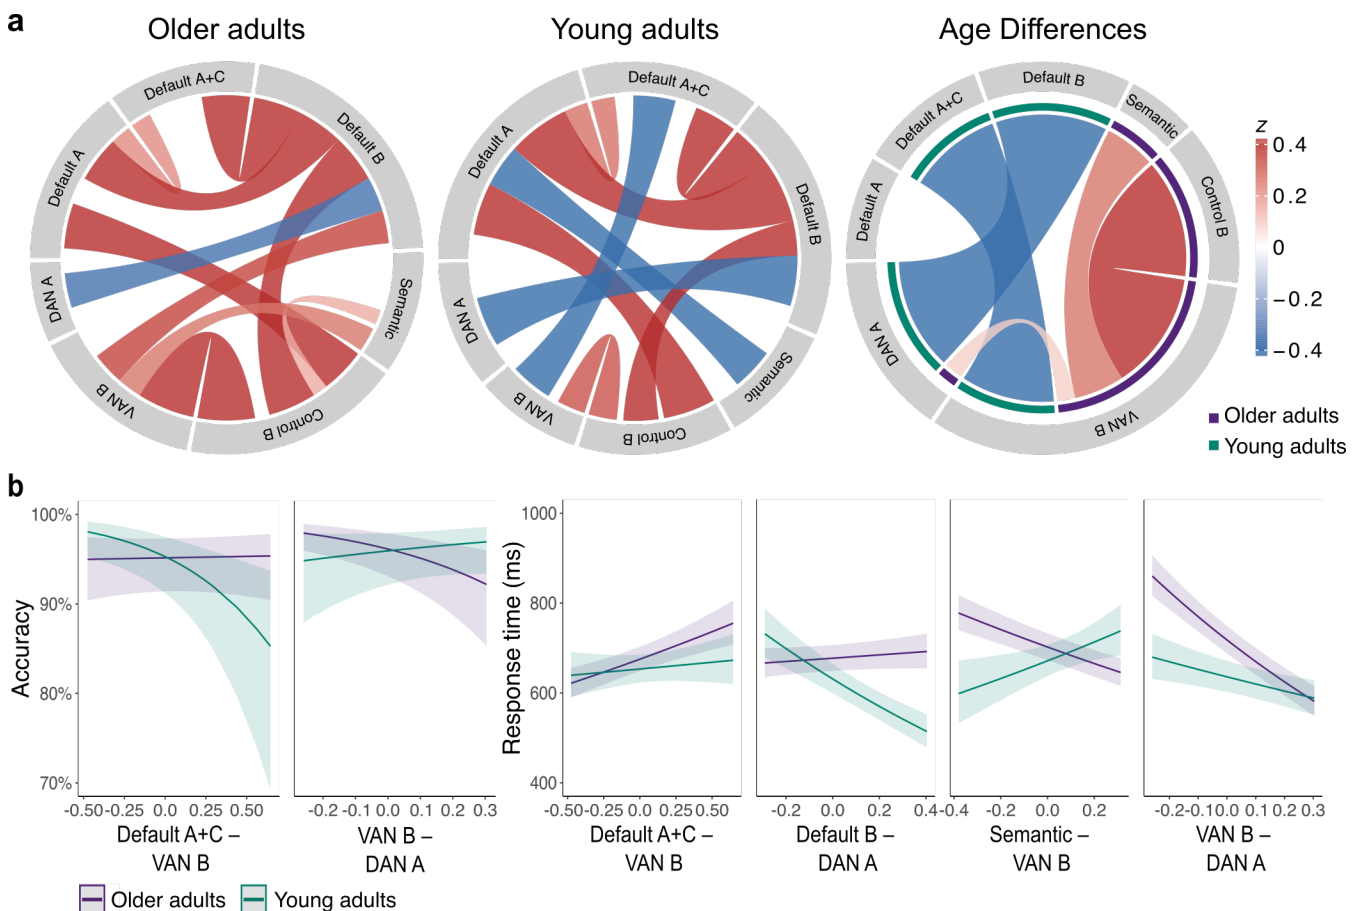 a
Older adults
Young adults
Age Differences
Default A+C
Default B
Default A
Semantic
DAN A
VAN B
Control B
Default A+C
Default A
Default B
DAN A
Semantic
VAN B
Control B
Default B
Default A+C
Semantic
Default A
Control B
DAN A
VAN B
z
0.4
0.2
0
−0.2
−0.4
Older adults
Young adults
b
Accuracy
100%
90%
80%
70%
-0.50 -0.25 0.0 0.25 0.50
Default A+C –
VAN B
-0.2 -0.1 0.0 0.1 0.2 0.3
VAN B –
DAN A
Response time (ms)
1000
800
600
400
-0.50 -0.25 0.0 0.25 0.50
Default A+C –
VAN B
-0.2 0.0 0.2 0.4
Default B –
DAN A
-0.4 -0.2 0.0 0.2
Semantic –
VAN B
-0.2 -0.1 0.0 0.1 0.2 0.3
VAN B –
DAN A
Older adults
Young adults